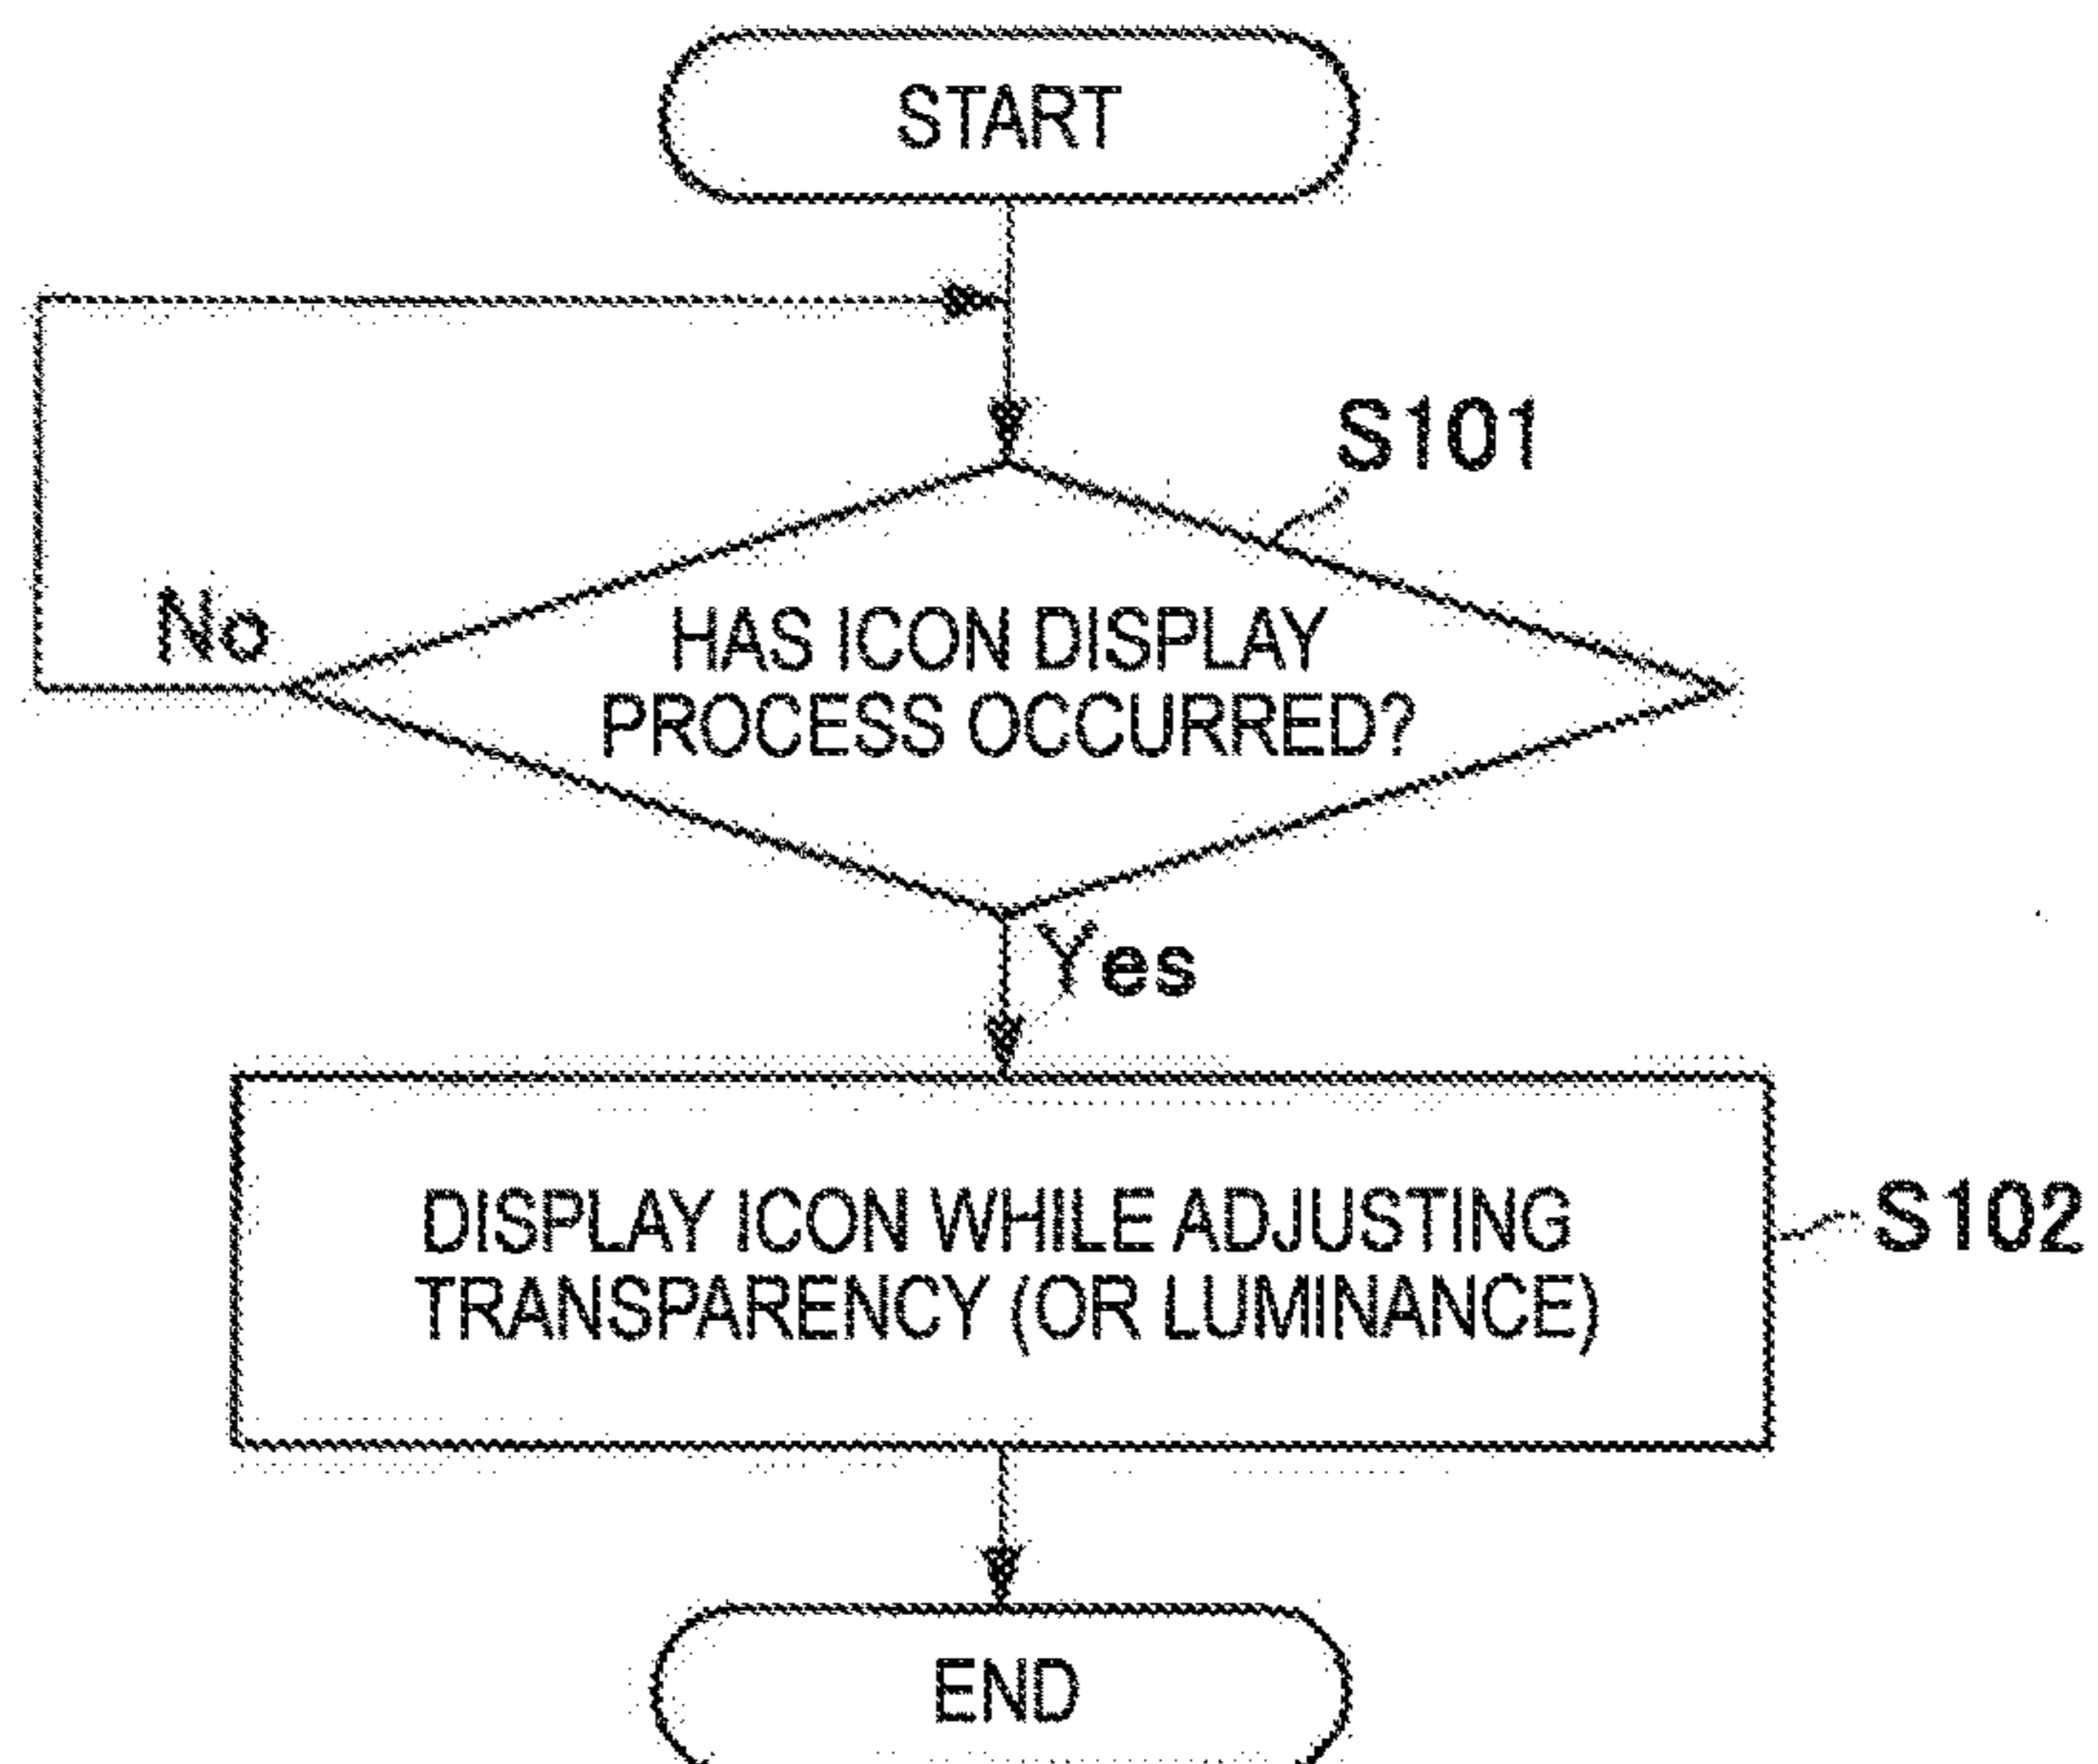 START
S101
No
HAS ICON DISPLAY
PROCESS OCCURRED?
Yes
DISPLAY ICON WHILE ADJUSTING
TRANSPARENCY (OR LUMINANCE)
S102
END